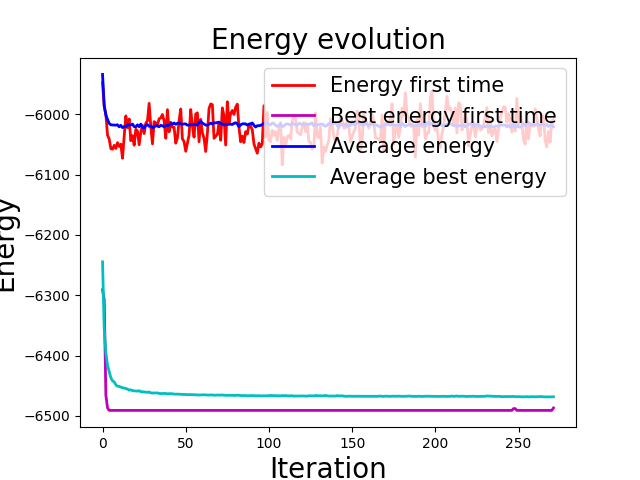 Energy evolution
Energy
−6000
−6100
−6200
−6300
−6400
−6500
Energy first time
Best energy first time
Average energy
Average best energy
0 50 100 150 200 250
Iteration